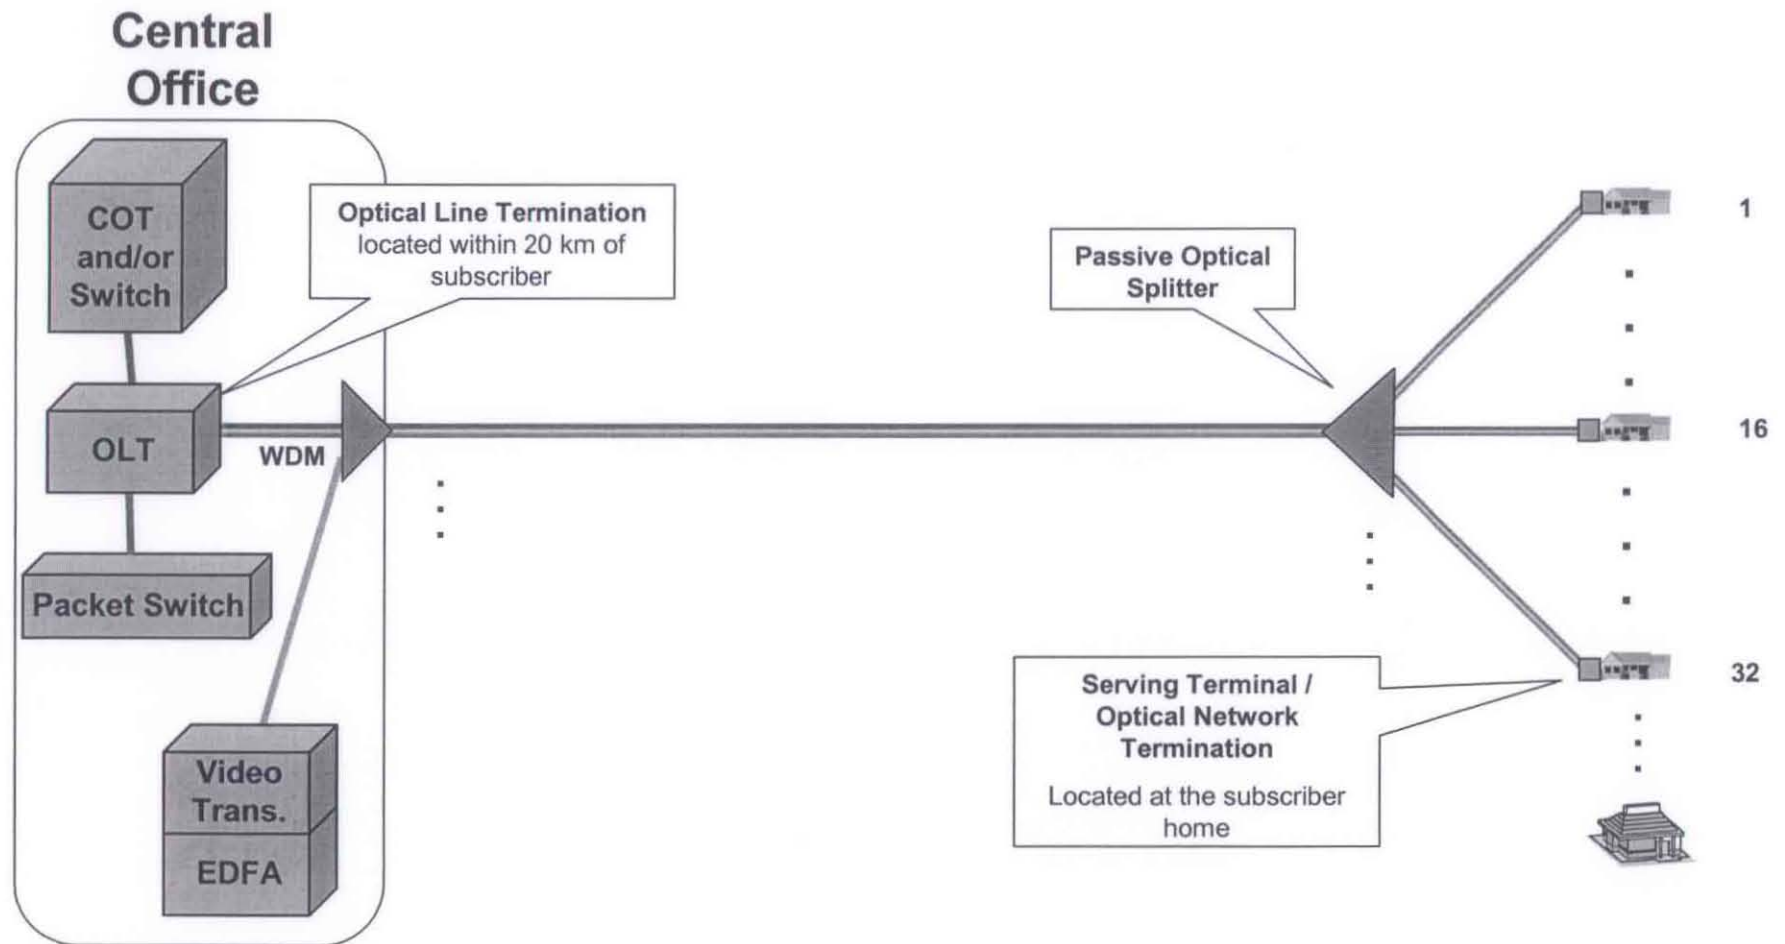 Central
Office
COT
and/or
Switch
Optical Line Termination
located within 20 km of
subscriber
OLT
WDM
Packet Switch
Video
Trans.
EDFA
Passive Optical
Splitter
1
16
32
Serving Terminal /
Optical Network
Termination
Located at the subscriber
home